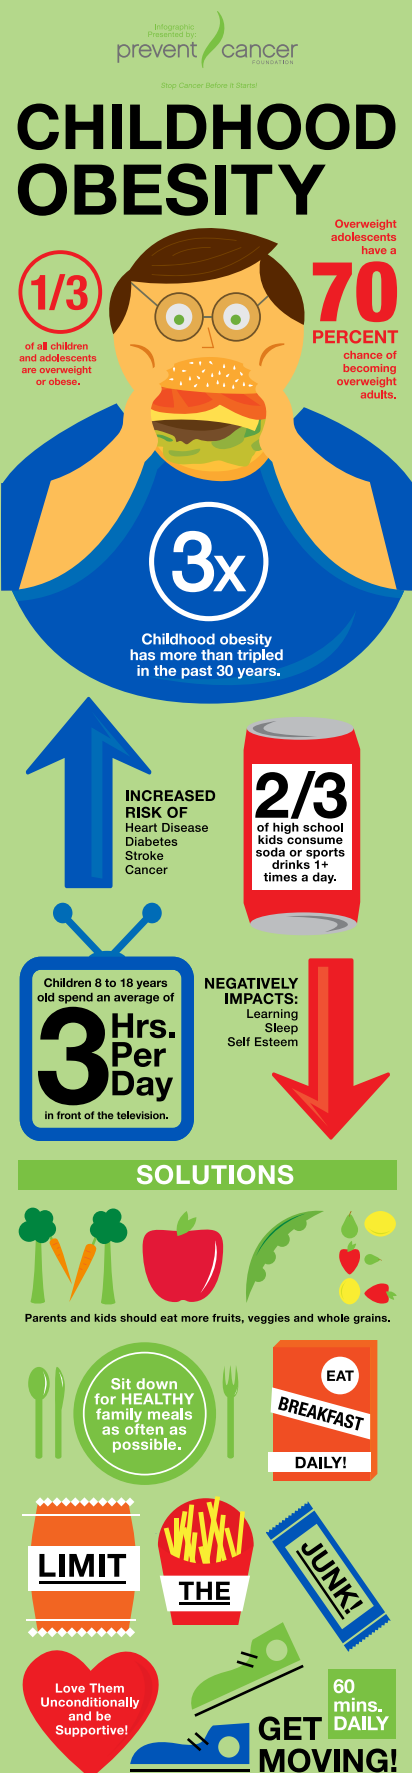 Infographic
Presented by:
prevent cancer
FOUNDATION
Stop Cancer Before It Starts!
CHILDHOOD
OBESITY
1/3
of all children
and adolescents
are overweight
or obese.
Overweight
adolescents
have a
70
PERCENT
chance of
becoming
overweight
adults.
3x
Childhood obesity
has more than tripled
in the past 30 years.
INCREASED
RISK OF
Heart Disease
Diabetes
Stroke
Cancer
2/3
of high school
kids consume
soda or sports
drinks 1+
times a day.
Children 8 to 18 years
old spend an average of
3 Hrs.
Per
Day
in front of the television.
NEGATIVELY
IMPACTS:
Learning
Sleep
Self Esteem
SOLUTIONS
Parents and kids should eat more fruits, veggies and whole grains.
Sit down
for HEALTHY
family meals
as often as
possible.
EAT
BREAKFAST
DAILY!
LIMIT
THE
JUNK!
Love Them
Unconditionally
and be
Supportive!
60
mins.
DAILY
GET
MOVING!